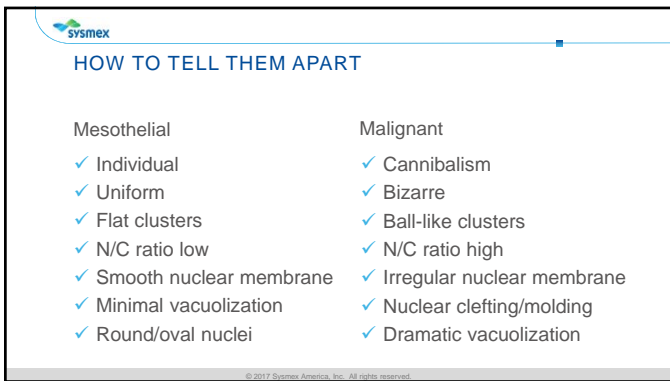 sysmex
HOW TO TELL THEM APART
Mesothelial
✓ Individual
✓ Uniform
✓ Flat clusters
✓ N/C ratio low
✓ Smooth nuclear membrane
✓ Minimal vacuolization
✓ Round/oval nuclei
Malignant
✓ Cannibalism
✓ Bizarre
✓ Ball-like clusters
✓ N/C ratio high
✓ Irregular nuclear membrane
✓ Nuclear clefting/molding
✓ Dramatic vacuolization
© 2017 Sysmex America, Inc. All rights reserved.